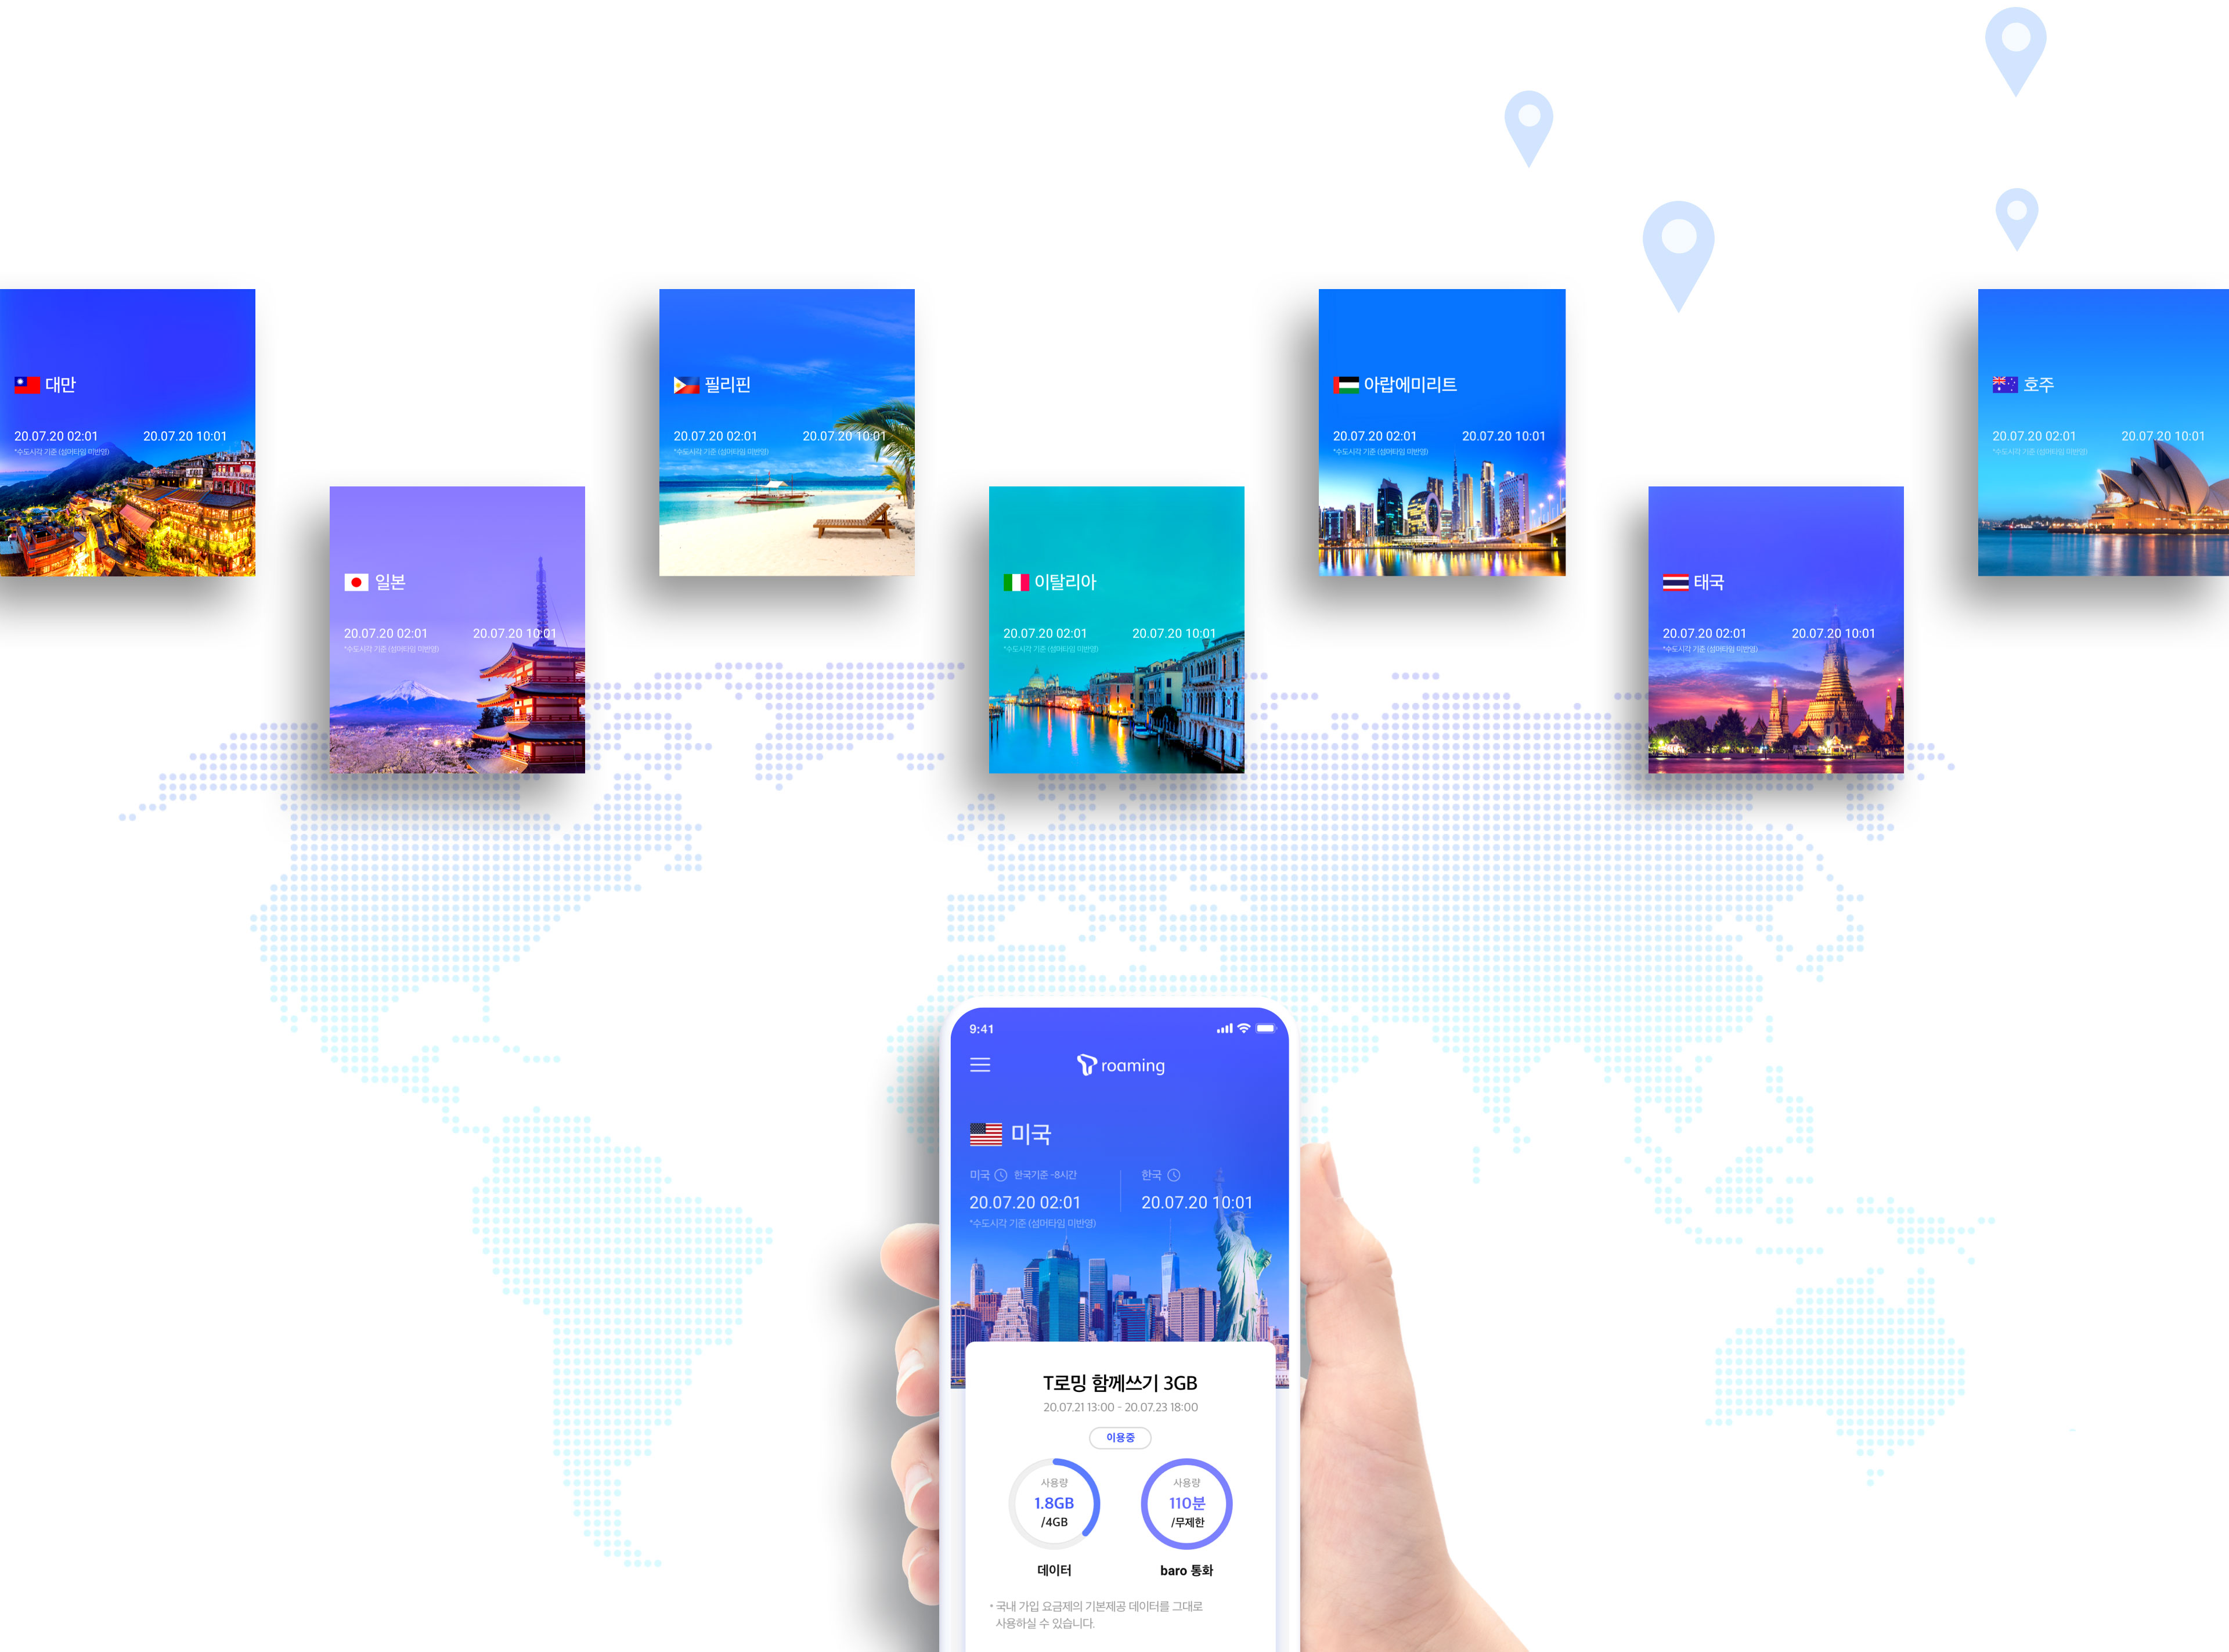 대만
20.07.20 02:01 20.07.20 10:01
*수도시각 기준 (섬머타임 미반영)
필리핀
20.07.20 02:01 20.07.20 10:01
*수도시각 기준 (섬머타임 미반영)
아랍에미리트
20.07.20 02:01 20.07.20 10:01
*수도시각 기준 (섬머타임 미반영)
호주
20.07.20 02:01 20.07.20 10:01
*수도시각 기준 (섬머타임 미반영)
일본
20.07.20 02:01 20.07.20 10:01
*수도시각 기준 (섬머타임 미반영)
이탈리아
20.07.20 02:01 20.07.20 10:01
*수도시각 기준 (섬머타임 미반영)
태국
20.07.20 02:01 20.07.20 10:01
*수도시각 기준 (섬머타임 미반영)
9:41
T roaming
미국
미국 한국기준 -8시간 한국
20.07.20 02:01 20.07.20 10:01
*수도시각 기준 (섬머타임 미반영)
T로밍 함께쓰기 3GB
20.07.21 13:00 - 20.07.23 18:00
이용중
사용량 사용량
1.8GB 110분
/4GB /무제한
데이터 baro 통화
• 국내 가입 요금제의 기본제공 데이터를 그대로
사용하실 수 있습니다.